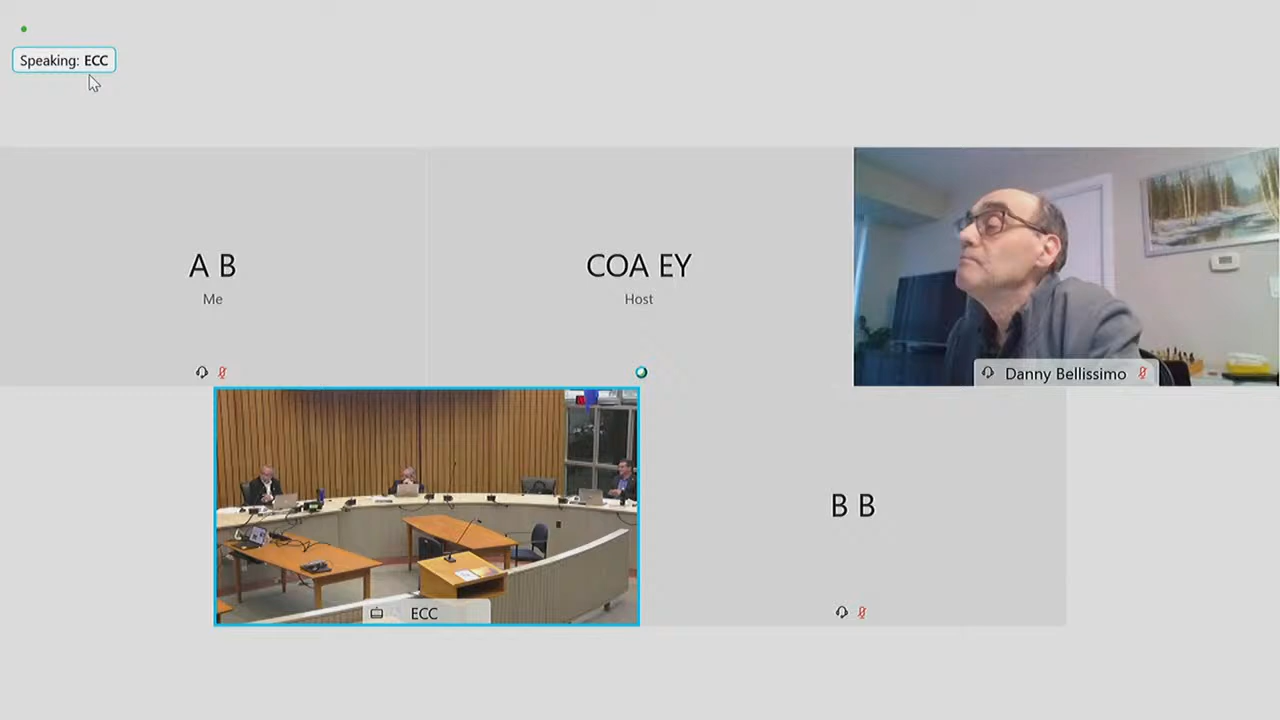 Speaking: ECC
A B
Me
COA EY
Host
Danny Bellissimo
ECC
B B